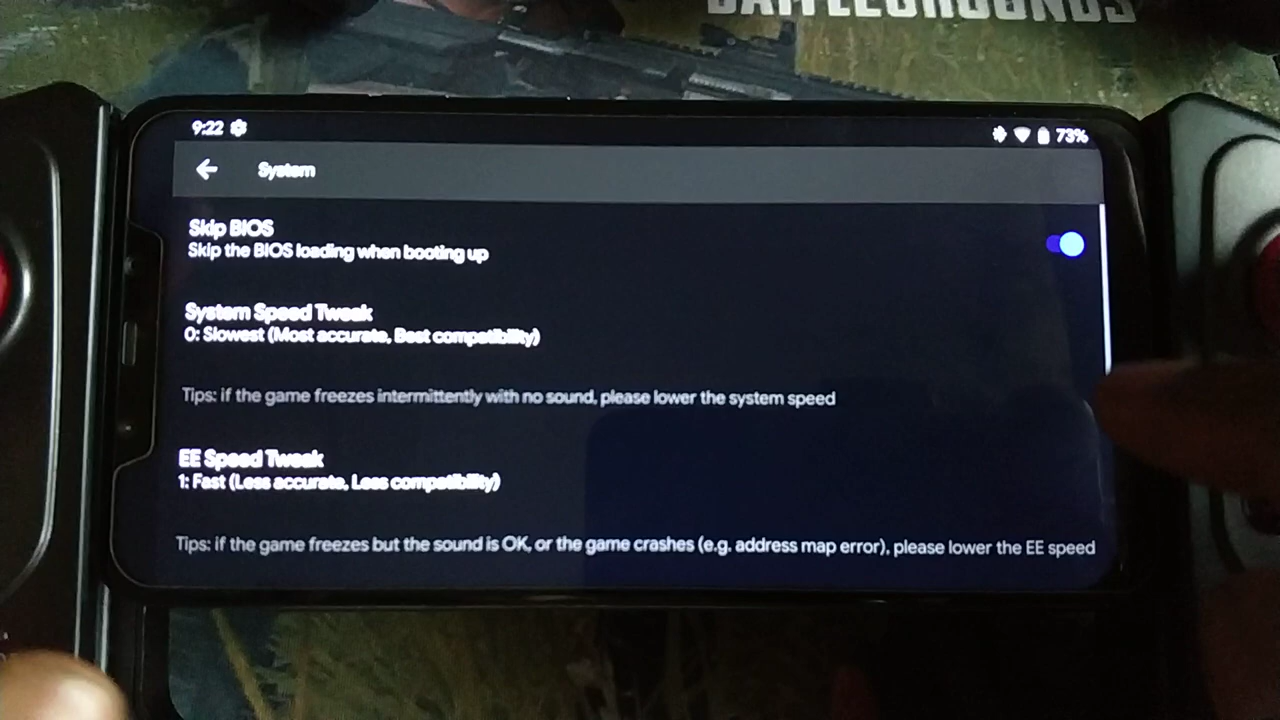 BATTLEGROUNDS
9:22
73%
System
Skip BIOS
Skip the BIOS loading when booting up
System Speed Tweak
0: Slowest (Most accurate, Best compatibility)
Tips: if the game freezes intermittently with no sound, please lower the system speed
EE Speed Tweak
1: Fast (Less accurate, Less compatibility)
Tips: if the game freezes but the sound is OK, or the game crashes (e.g. address map error), please lower the EE speed